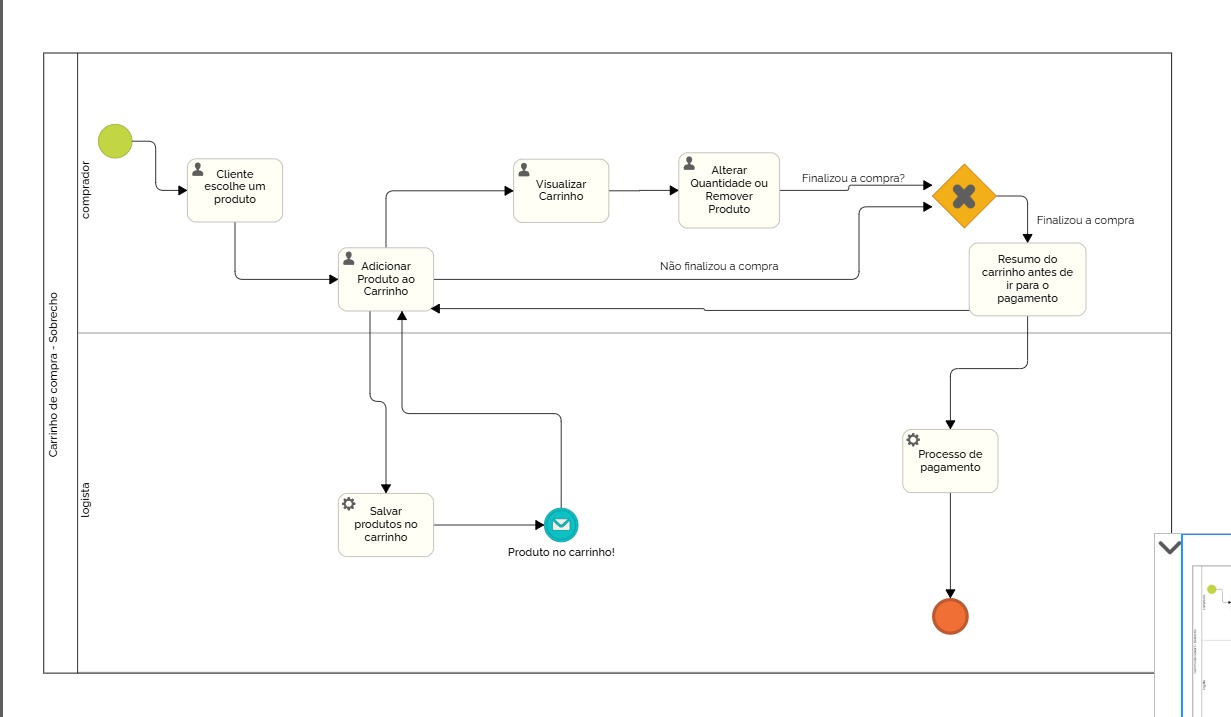 Carrinho de compra - Sobrecho
comprador
Cliente
escolhe um
produto
Visualizar
Carrinho
Alterar
Quantidade ou
Remover
Produto
Finalizou a compra?
Finalizou a compra
Adicionar
Produto ao
Carrinho
Não finalizou a compra
Resumo do
carrinho antes de
ir para o
pagamento
logista
Processo de
pagamento
Salvar
produtos no
carrinho
Produto no carrinho!